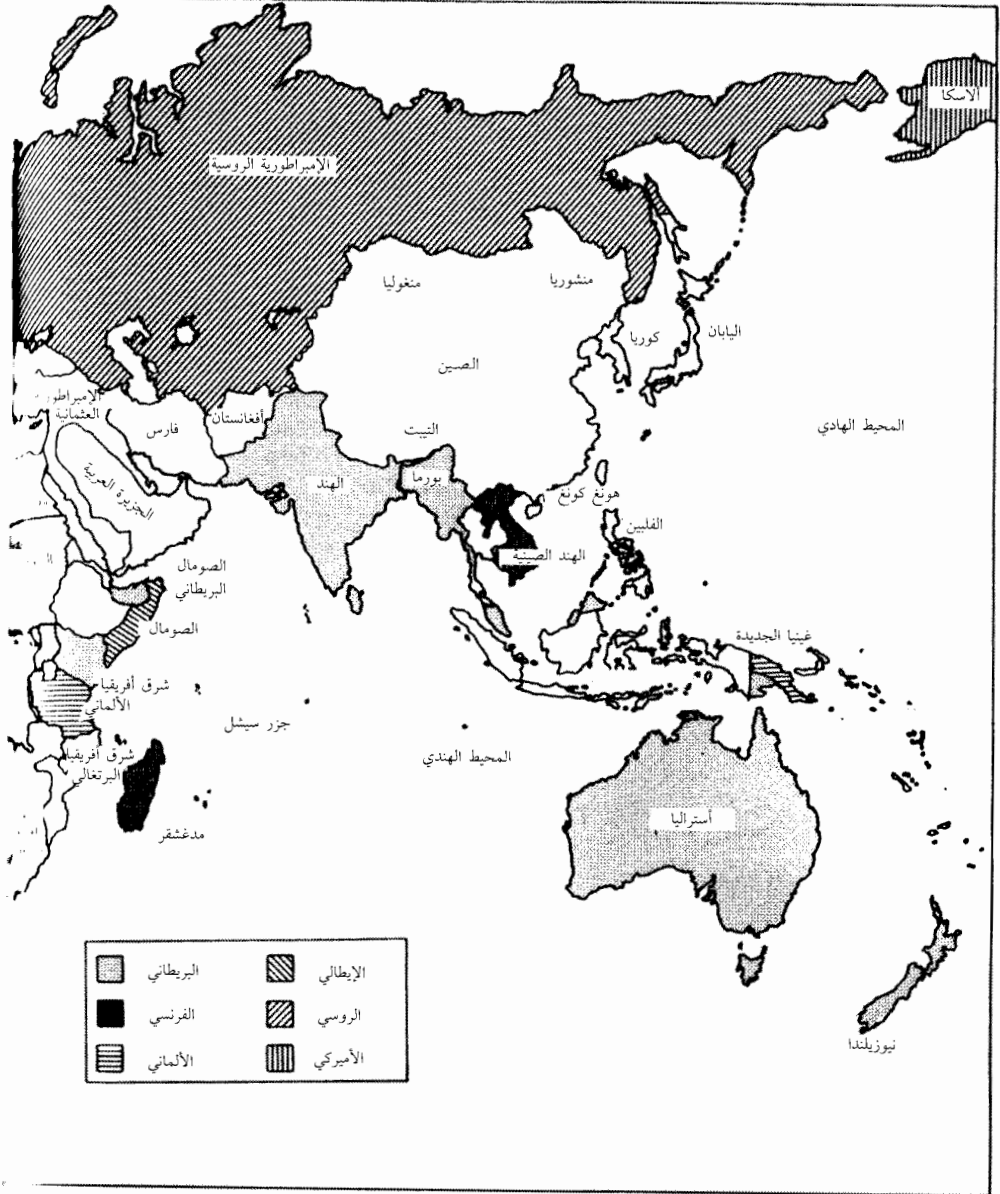 الاسكا
الإمبراطورية الروسية
منغوليا
منشوريا
كوريا
اليابان
الصين
الإمبراطور
العثمانية
فارس
أفغانستان
التيبت
المحيط الهادي
الجزيرة العربية
الهند
بورما
هونغ كونغ
الفلبين
الهند الصينية
الصومال
البريطاني
الصومال
غينيا الجديدة
شرق أفريقيا
الألماني
جزر سيشل
شرق أفريقيا
البرتغالي
المحيط الهندي
مدغشقر
أستراليا
نيوزيلندا
الإيطالي
البريطاني
الروسي
الفرنسي
الأميركي
الألماني